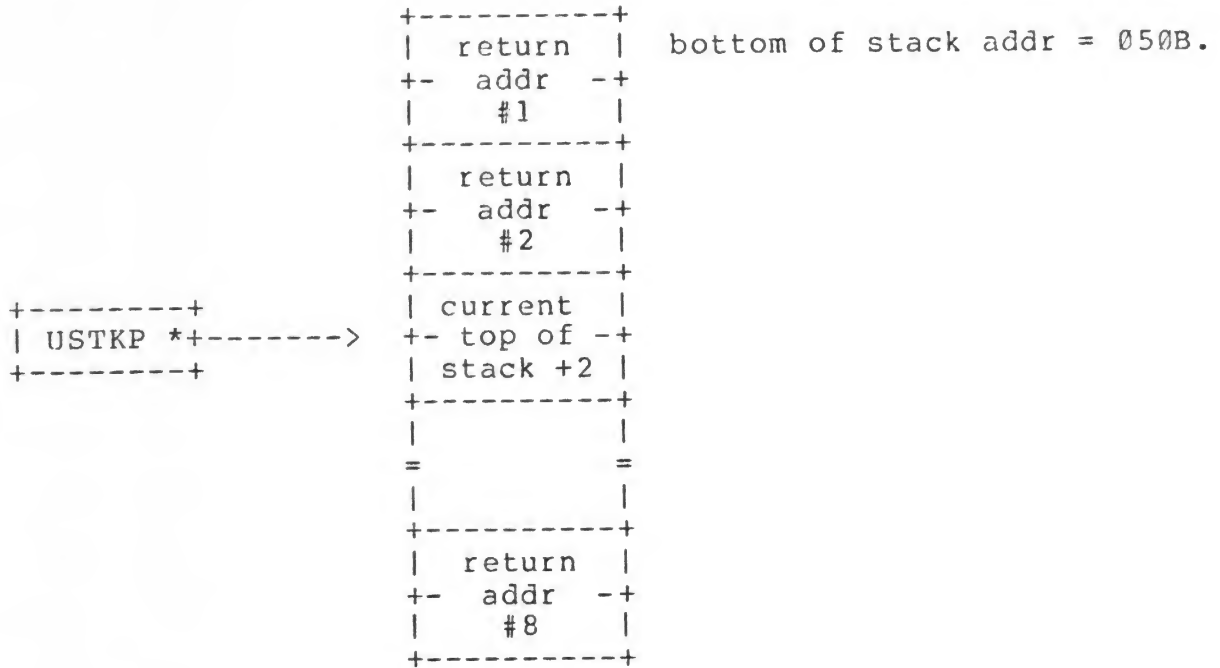 +-----------+
|  return   |  bottom of stack addr = 050B.
+-  addr   -+
|    #1     |
+-----------+
|  return   |
+-  addr   -+
|    #2     |
+-----------+
+---------+ | current   |
| USTKP *+-------> +- top of -+
+---------+ | stack +2  |
+-----------+
|           |
=           =
|           |
+-----------+
|  return   |
+-  addr   -+
|    #8     |
+-----------+